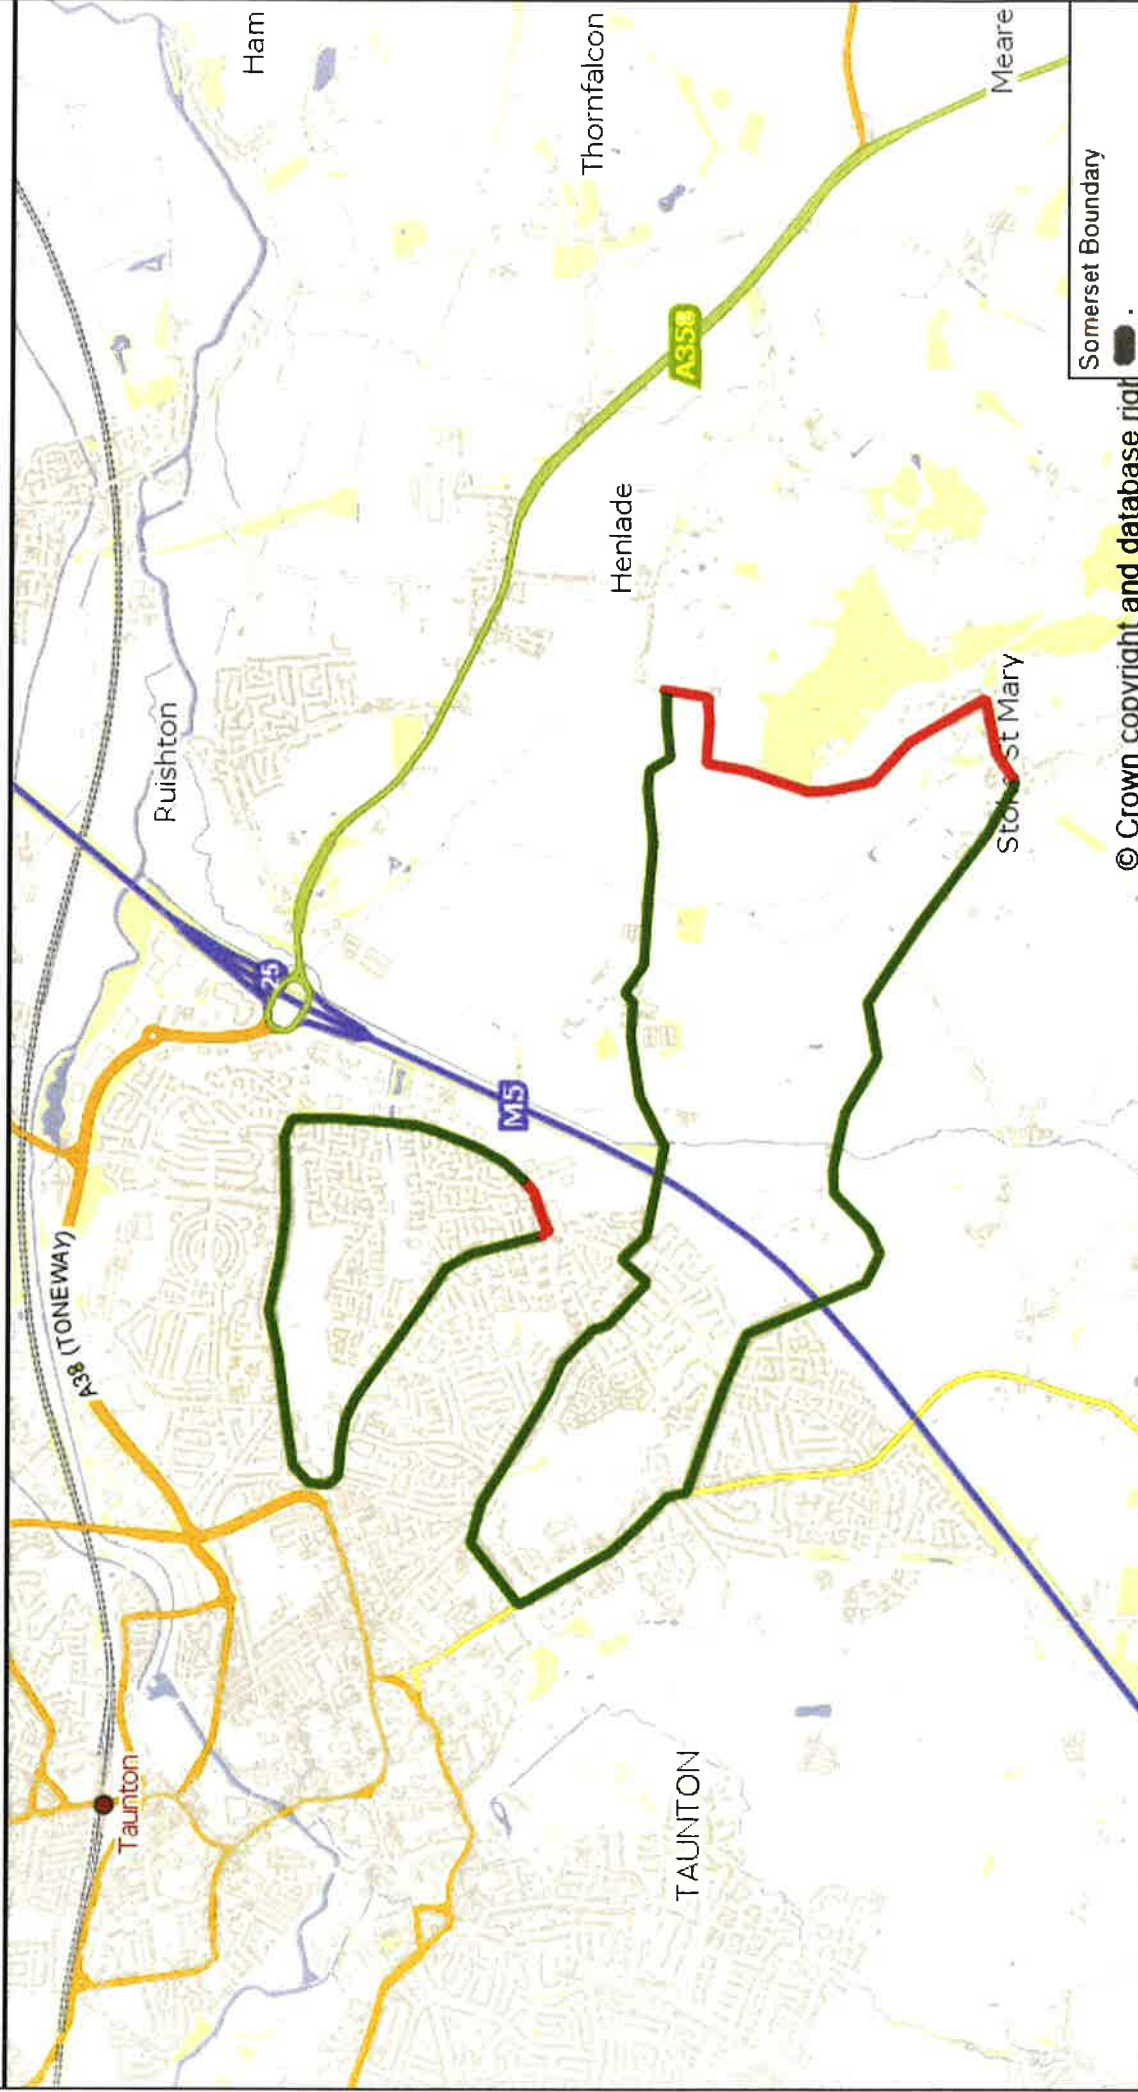 Taunton
A38 (TONEWAY)
25
Ruishton
Ham
M5
A358
Thornfalcon
Henlade
TAUNTON
Stoke St Mary
Meare
Somerset Boundary
.
© Crown copyright and database righ